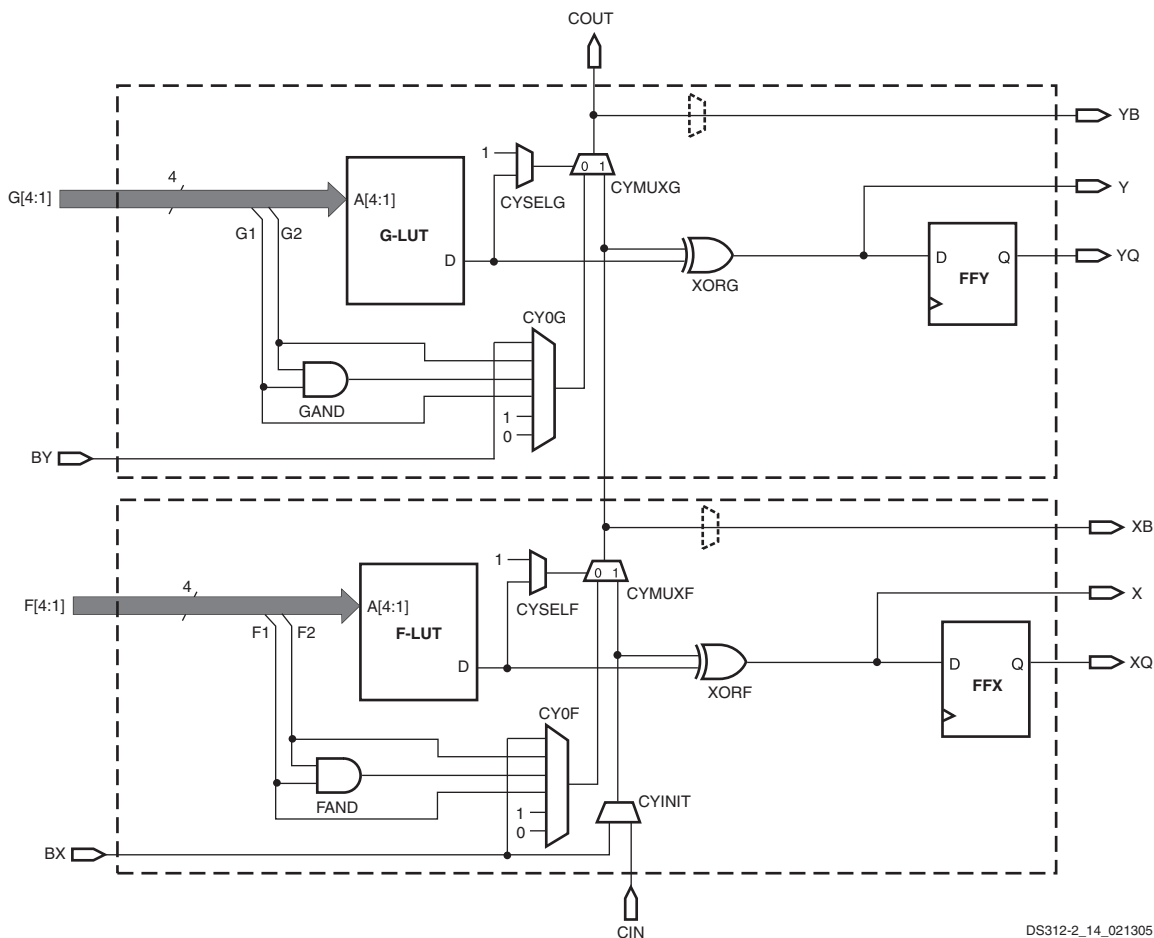 COUT
YB
4
1
0 1
CYMUXG
Y
G[4:1]
A[4:1]
CYSELG
G1
G2
G-LUT
D
D
Q
YQ
FFY
XORG
CY0G
GAND
1
0
BY
XB
1
0 1
4
CYSELF
CYMUXF
X
F[4:1]
A[4:1]
F1
F2
F-LUT
D
D
Q
XQ
FFX
XORF
CY0F
FAND
CYINIT
1
0
BX
CIN
DS312-2_14_021305